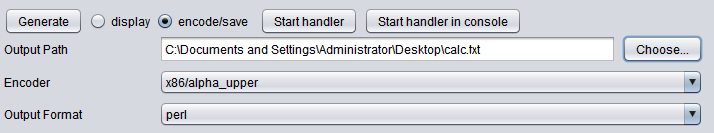 Generate display encode/save Start handler Start handler in console
Output Path C:\Documents and Settings\Administrator\Desktop\calc.txt Choose...
Encoder x86/alpha_upper
Output Format perl